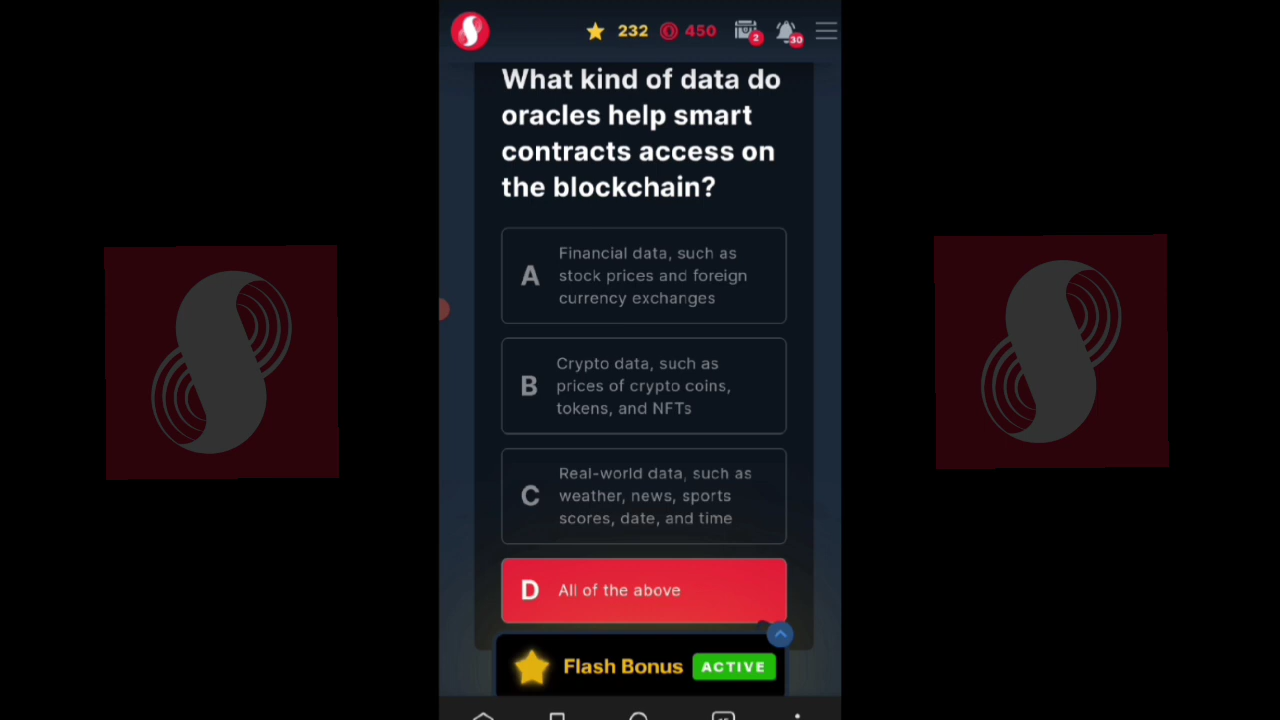 232
450
2
30
What kind of data do
oracles help smart
contracts access on
the blockchain?
A
Financial data, such as
stock prices and foreign
currency exchanges
B
Crypto data, such as
prices of crypto coins,
tokens, and NFTs
C
Real-world data, such as
weather, news, sports
scores, date, and time
D
All of the above
Flash Bonus
ACTIVE